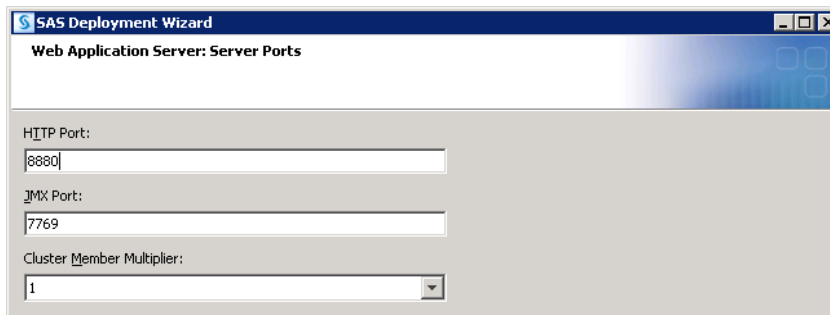 SAS Deployment Wizard
Web Application Server: Server Ports
HTTP Port:
8880
JMX Port:
7769
Cluster Member Multiplier:
1